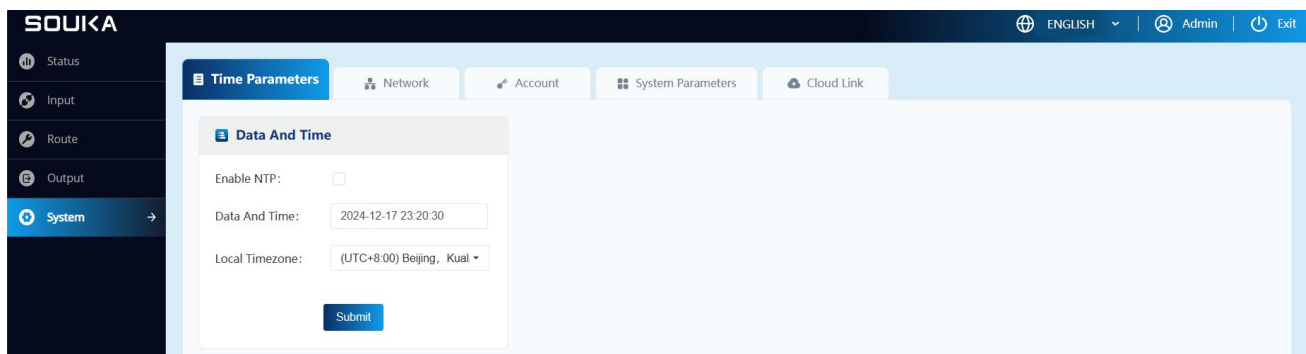 SOUKA
ENGLISH Admin Exit
Status
Input
Route
Output
System
Time Parameters Network Account System Parameters Cloud Link
Data And Time
Enable NTP:
Data And Time: 2024-12-17 23:20:30
Local Timezone: (UTC+8:00) Beijing, Kual
Submit